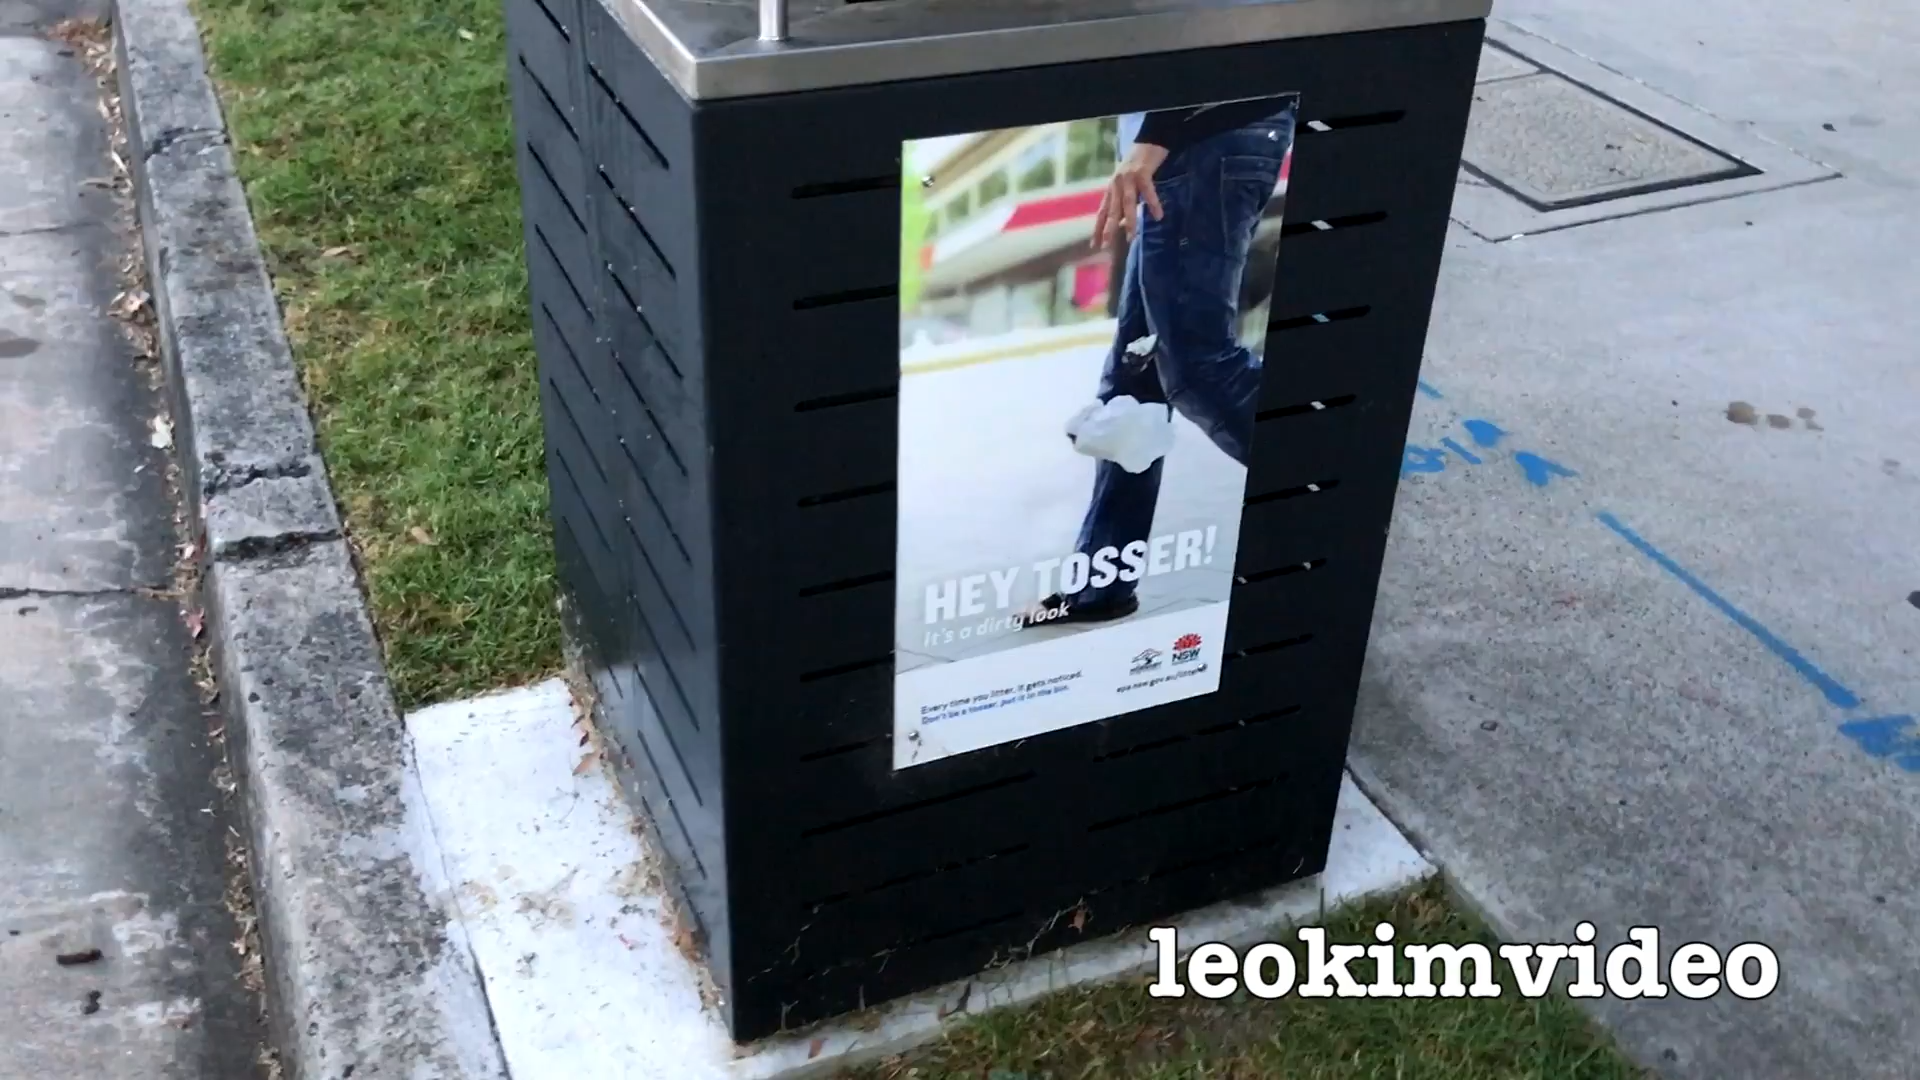 HEY TOSSER!
it's a dirty look
Every time you litter, it gets noticed.
Don't be a tosser, put it in the bin.
NSW
epa.nsw.gov.au/litter
leokimvideo